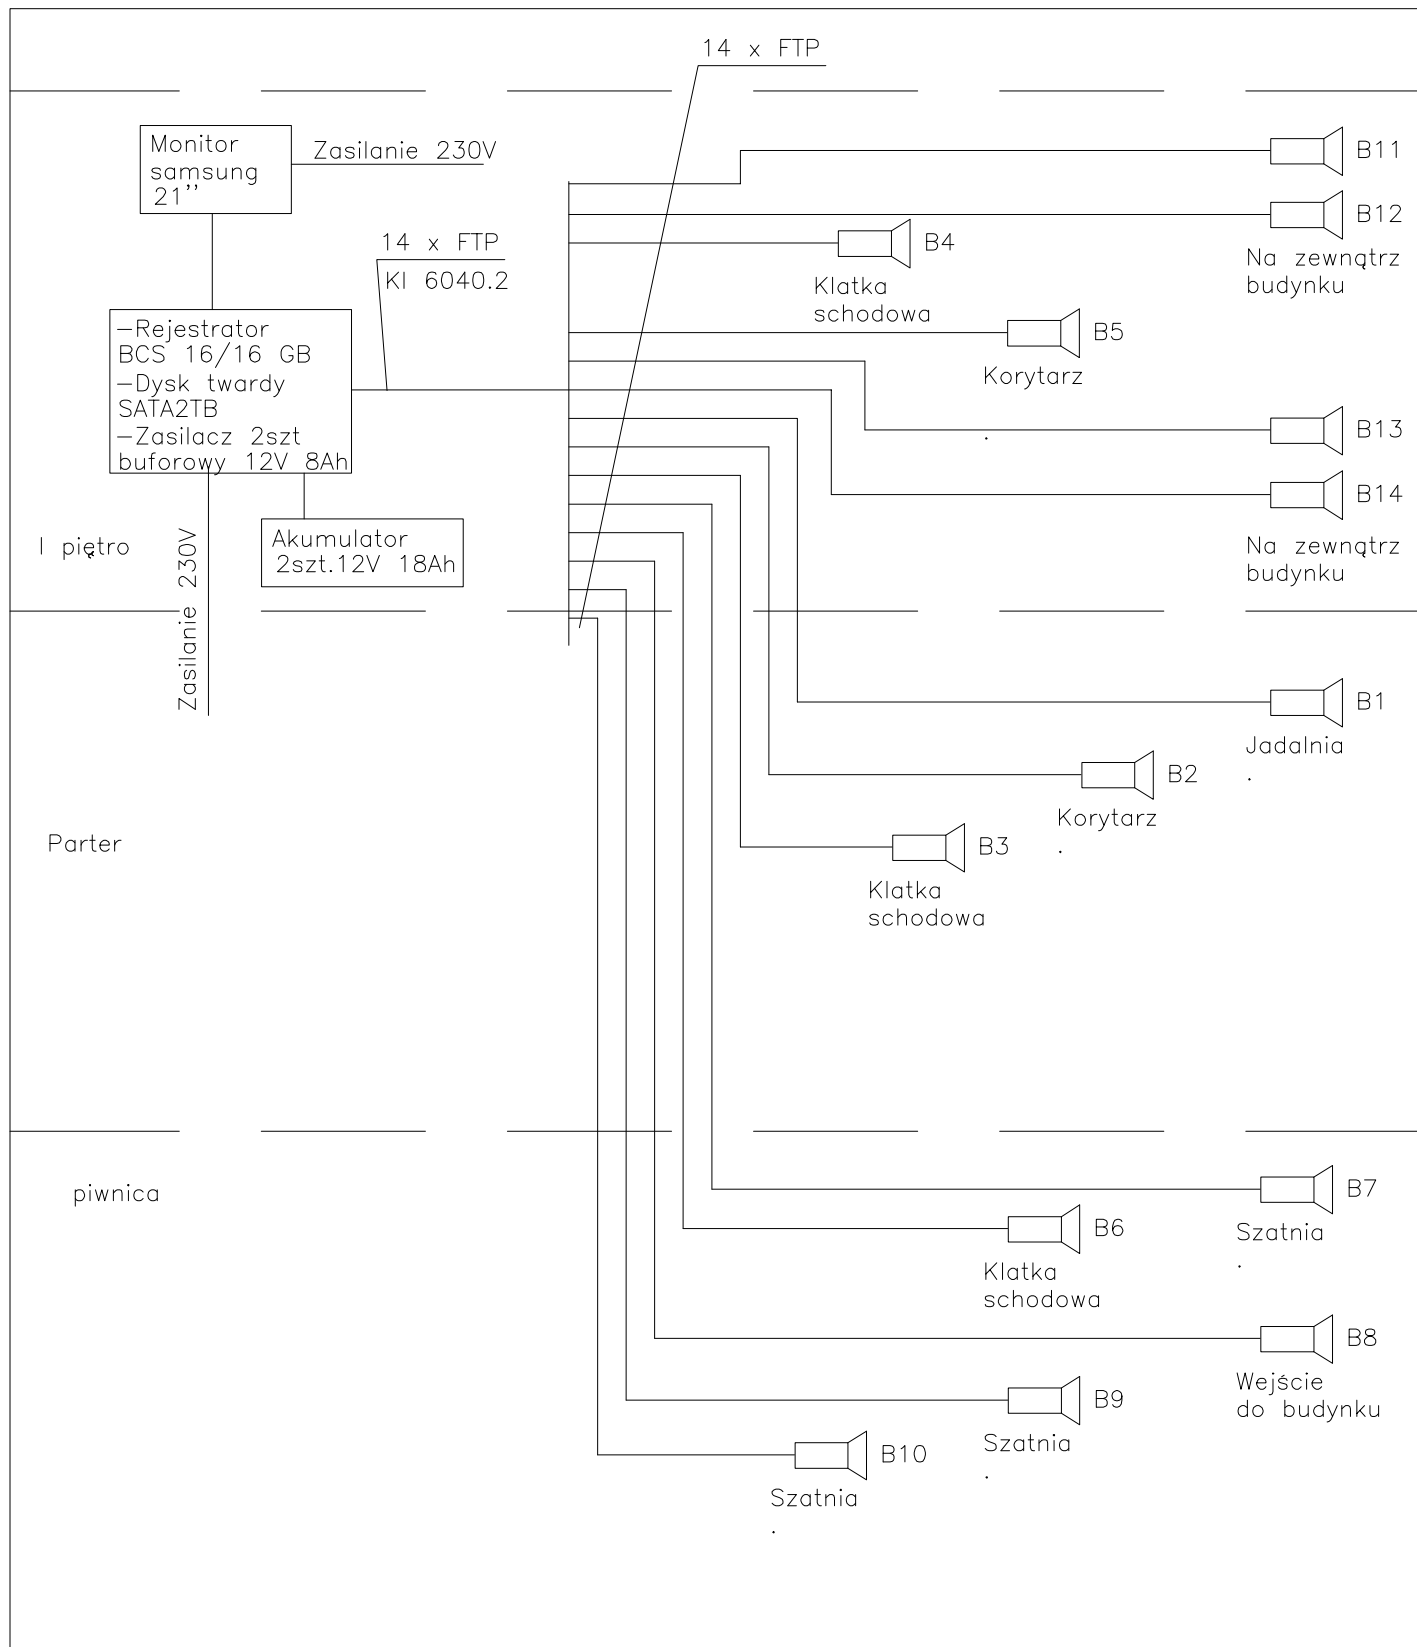 14 x FTP
Monitor
samsung
21''
Zasilanie 230V
14 x FTP
KI 6040.2
-Rejestrator
BCS 16/16 GB
-Dysk twardy
SATA2TB
-Zasilacz 2szt
buforowy 12V 8Ah
Akumulator
2szt.12V 18Ah
Zasilanie 230V
I piętro
B11
B12
Na zewnątrz
budynku
B4
Klatka
schodowa
B5
Korytarz
.
B13
B14
Na zewnątrz
budynku
Parter
B1
Jadalnia
.
B2
Korytarz
.
B3
Klatka
schodowa
piwnica
B7
Szatnia
.
B6
Klatka
schodowa
B8
Wejście
do budynku
B9
Szatnia
.
B10
Szatnia
.